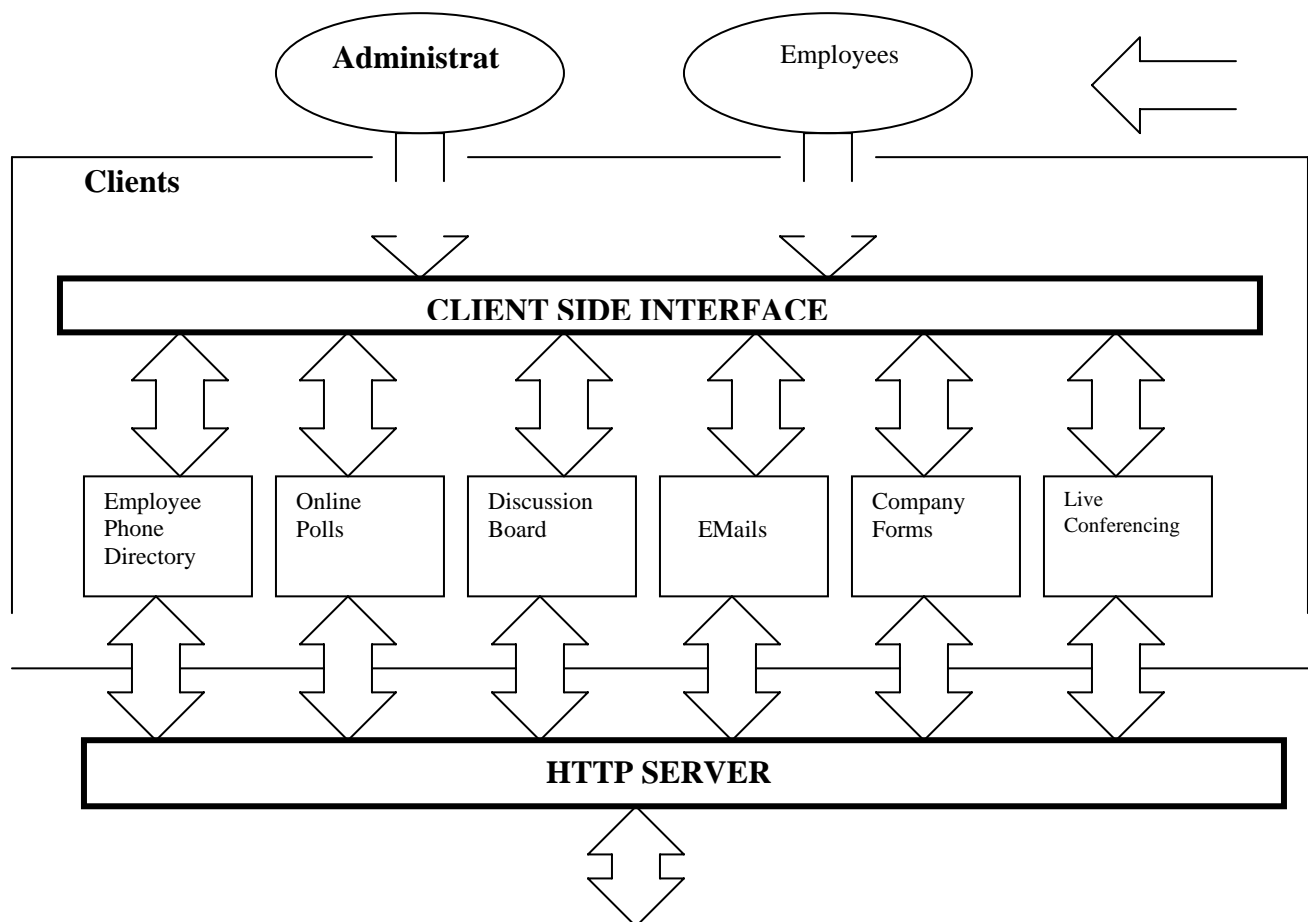 Administrat
Employees
Clients
CLIENT SIDE INTERFACE
Employee
Phone
Directory
Online
Polls
Discussion
Board
EMails
Company
Forms
Live
Conferencing
HTTP SERVER